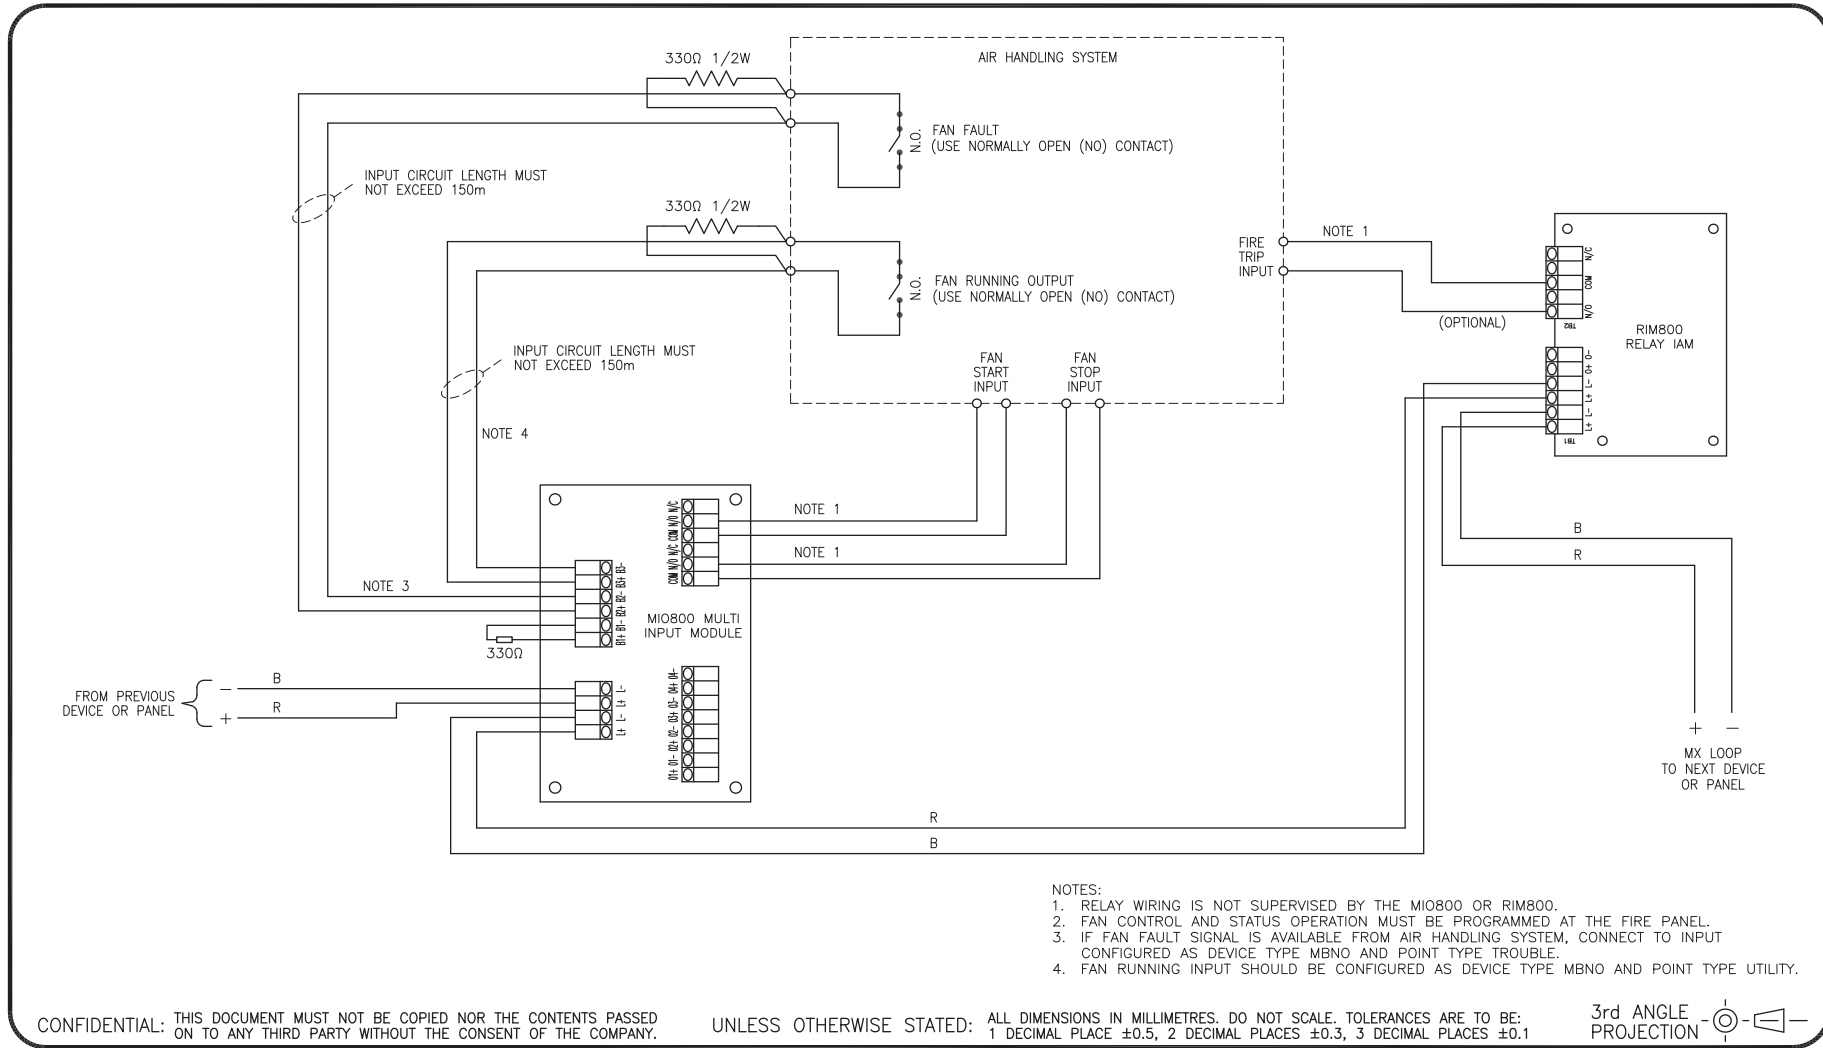 330Ω 1/2W
AIR HANDLING SYSTEM
N.O.
FAN FAULT
(USE NORMALLY OPEN (NO) CONTACT)
INPUT CIRCUIT LENGTH MUST
NOT EXCEED 150m
330Ω 1/2W
N.O.
FAN RUNNING OUTPUT
(USE NORMALLY OPEN (NO) CONTACT)
FIRE
TRIP
INPUT
NOTE 1
(OPTIONAL)
N/C
COM
N/O
TB2
RIM800
RELAY IAM
O-
O+
L-
L+
L-
L+
TB1
INPUT CIRCUIT LENGTH MUST
NOT EXCEED 150m
FAN
START
INPUT
FAN
STOP
INPUT
NOTE 4
NOTE 1
NOTE 1
COM N/O N/C COM N/O N/C
NOTE 3
B1+ B1- B2+ B2- B3+ B3-
MIO800 MULTI
INPUT MODULE
330Ω
FROM PREVIOUS
DEVICE OR PANEL
− B
+ R
L-
L+
L-
L+
O1+ O1- O2+ O2- O3+ O3- O4+ O4-
B
R
R
B
+ −
MX LOOP
TO NEXT DEVICE
OR PANEL
NOTES:
1. RELAY WIRING IS NOT SUPERVISED BY THE MIO800 OR RIM800.
2. FAN CONTROL AND STATUS OPERATION MUST BE PROGRAMMED AT THE FIRE PANEL.
3. IF FAN FAULT SIGNAL IS AVAILABLE FROM AIR HANDLING SYSTEM, CONNECT TO INPUT
CONFIGURED AS DEVICE TYPE MBNO AND POINT TYPE TROUBLE.
4. FAN RUNNING INPUT SHOULD BE CONFIGURED AS DEVICE TYPE MBNO AND POINT TYPE UTILITY.
CONFIDENTIAL: THIS DOCUMENT MUST NOT BE COPIED NOR THE CONTENTS PASSED
ON TO ANY THIRD PARTY WITHOUT THE CONSENT OF THE COMPANY.
UNLESS OTHERWISE STATED: ALL DIMENSIONS IN MILLIMETRES. DO NOT SCALE. TOLERANCES ARE TO BE:
1 DECIMAL PLACE ±0.5, 2 DECIMAL PLACES ±0.3, 3 DECIMAL PLACES ±0.1
3rd ANGLE
PROJECTION